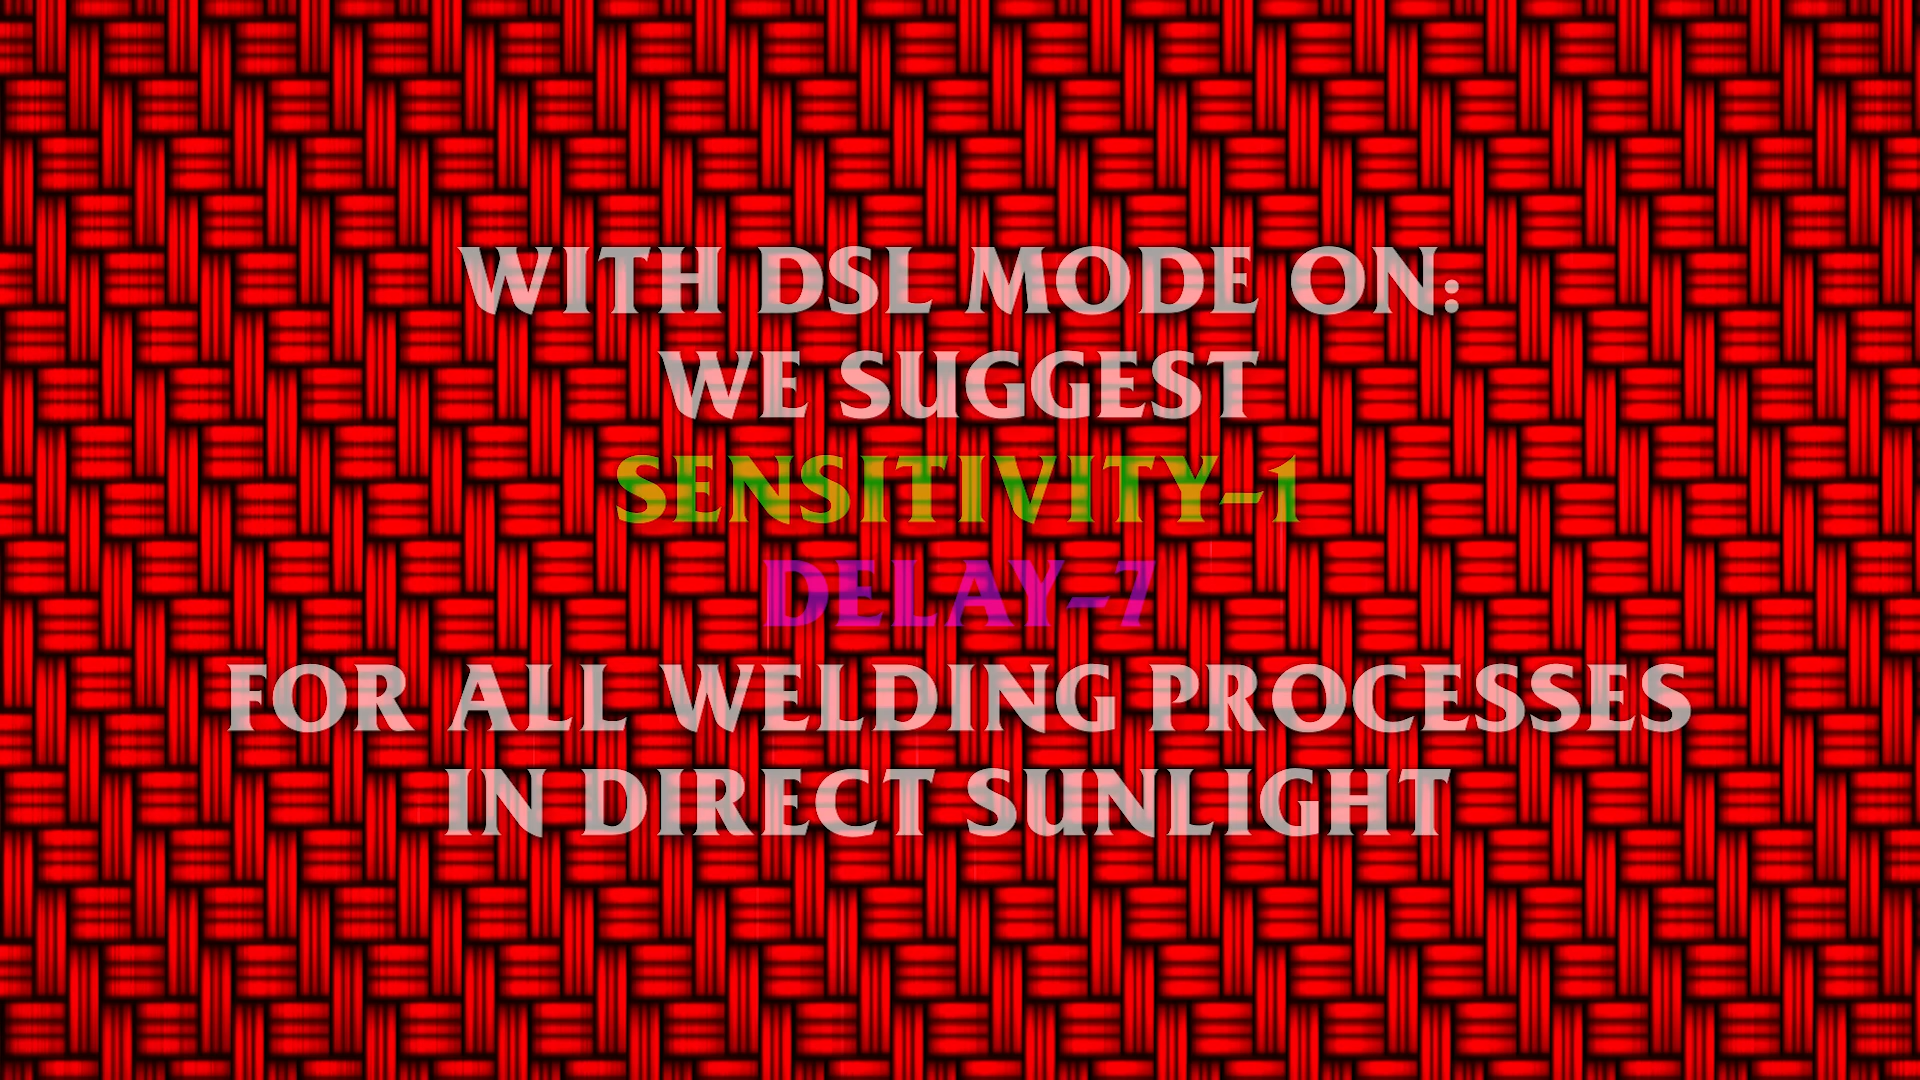 WITH DSL MODE ON:
WE SUGGEST
SENSITIVITY-1
DELAY-7
FOR ALL WELDING PROCESSES
IN DIRECT SUNLIGHT